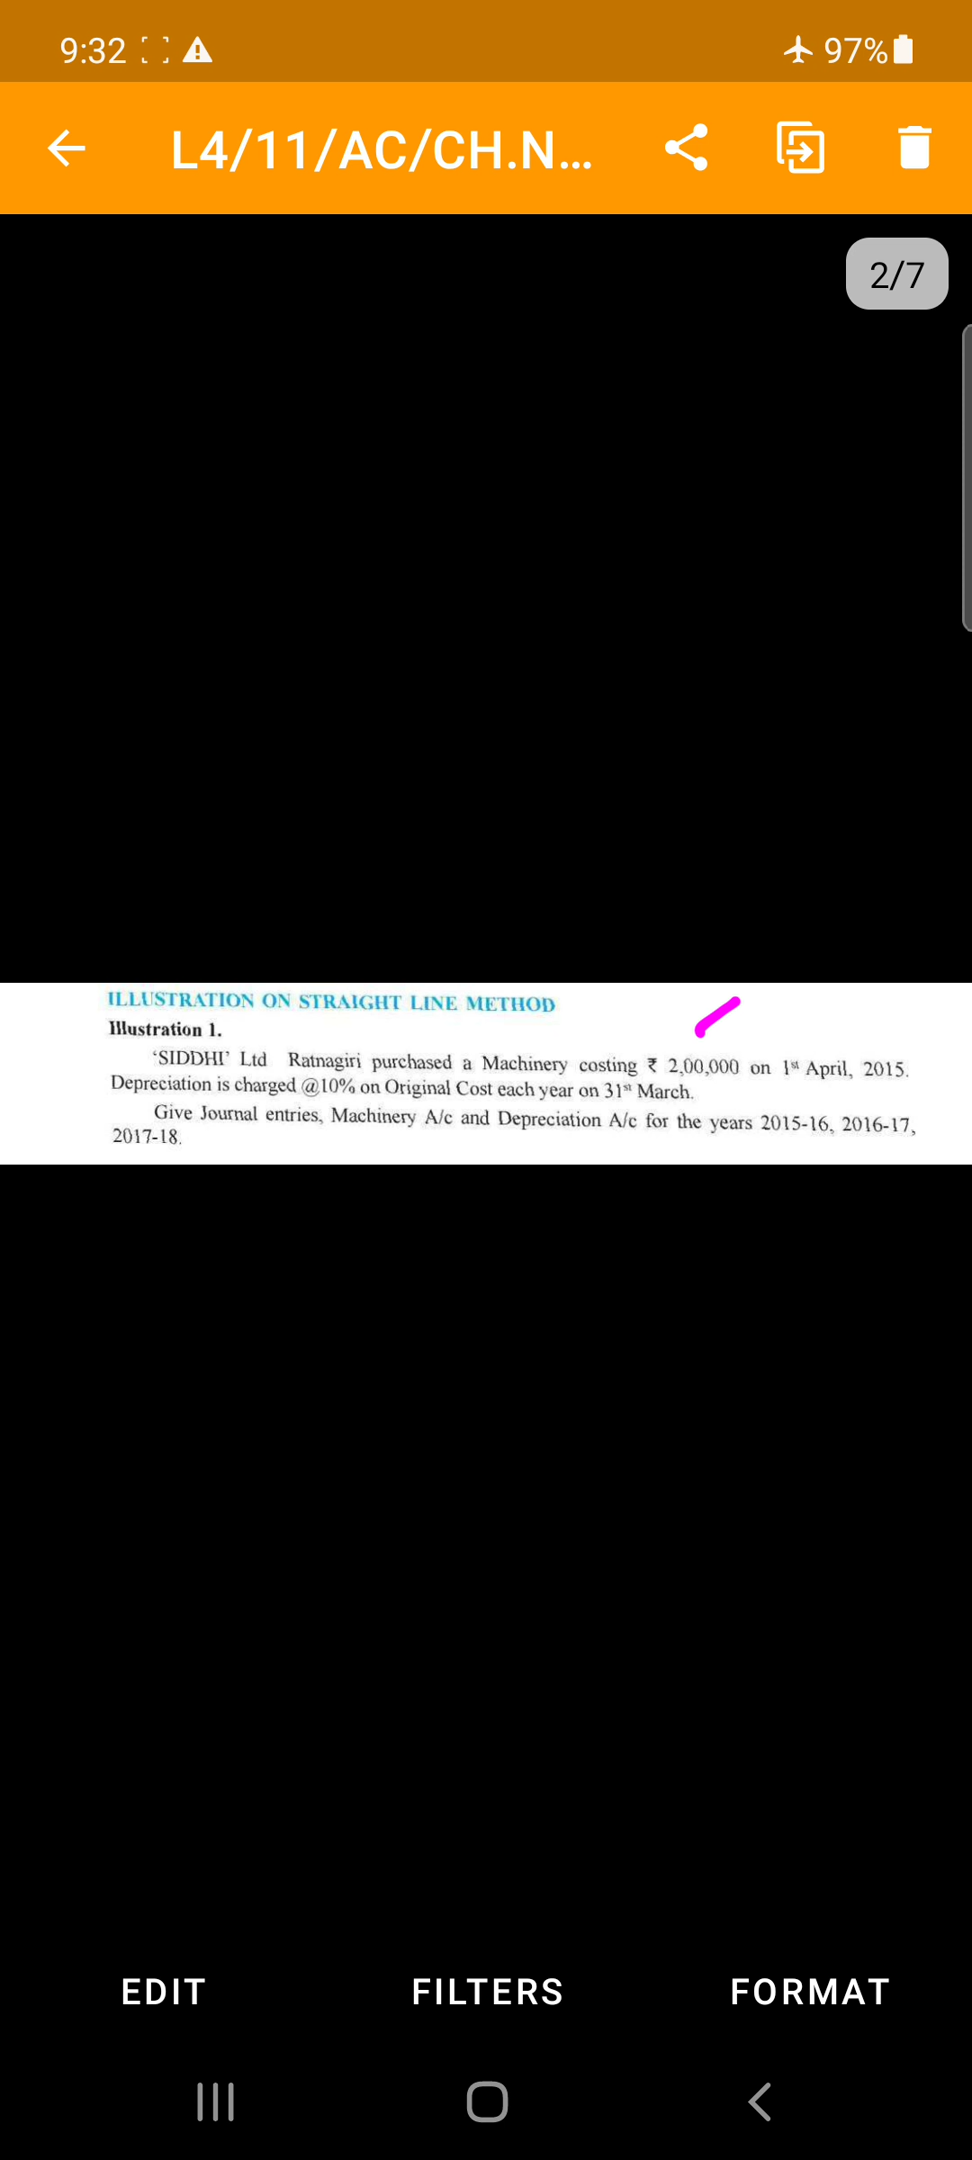 9:32 97%
L4/11/AC/CH.N...
2/7
ILLUSTRATION ON STRAIGHT LINE METHOD
Illustration 1.
‘SIDDHI’ Ltd Ratnagiri purchased a Machinery costing ₹ 2,00,000 on 1st April, 2015.
Depreciation is charged @10% on Original Cost each year on 31st March.
Give Journal entries, Machinery A/c and Depreciation A/c for the years 2015-16, 2016-17,
2017-18.
EDIT FILTERS FORMAT